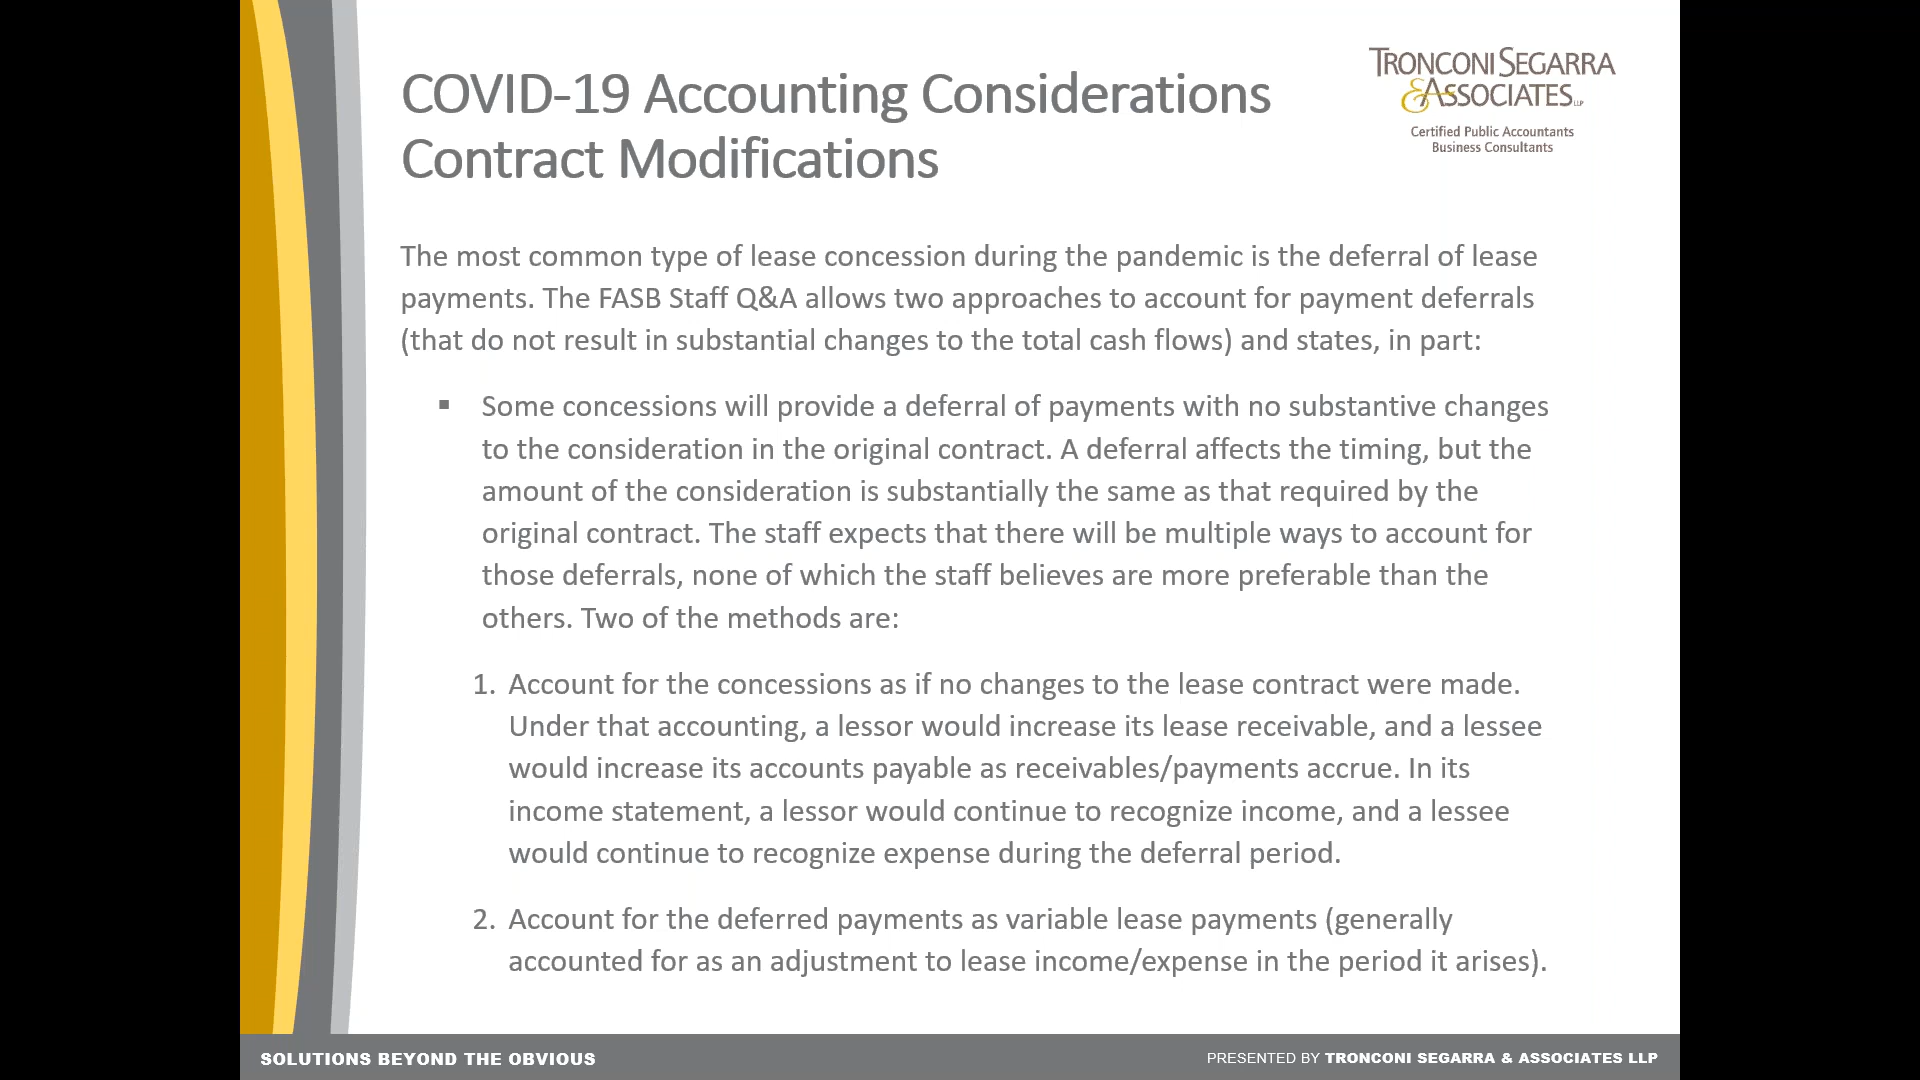 COVID-19 Accounting Considerations
Contract Modifications
TRONCONI SEGARRA
& ASSOCIATES LLP
Certified Public Accountants
Business Consultants
The most common type of lease concession during the pandemic is the deferral of lease
payments. The FASB Staff Q&A allows two approaches to account for payment deferrals
(that do not result in substantial changes to the total cash flows) and states, in part:
▪ Some concessions will provide a deferral of payments with no substantive changes
to the consideration in the original contract. A deferral affects the timing, but the
amount of the consideration is substantially the same as that required by the
original contract. The staff expects that there will be multiple ways to account for
those deferrals, none of which the staff believes are more preferable than the
others. Two of the methods are:
1. Account for the concessions as if no changes to the lease contract were made.
Under that accounting, a lessor would increase its lease receivable, and a lessee
would increase its accounts payable as receivables/payments accrue. In its
income statement, a lessor would continue to recognize income, and a lessee
would continue to recognize expense during the deferral period.
2. Account for the deferred payments as variable lease payments (generally
accounted for as an adjustment to lease income/expense in the period it arises).
SOLUTIONS BEYOND THE OBVIOUS
PRESENTED BY TRONCONI SEGARRA & ASSOCIATES LLP